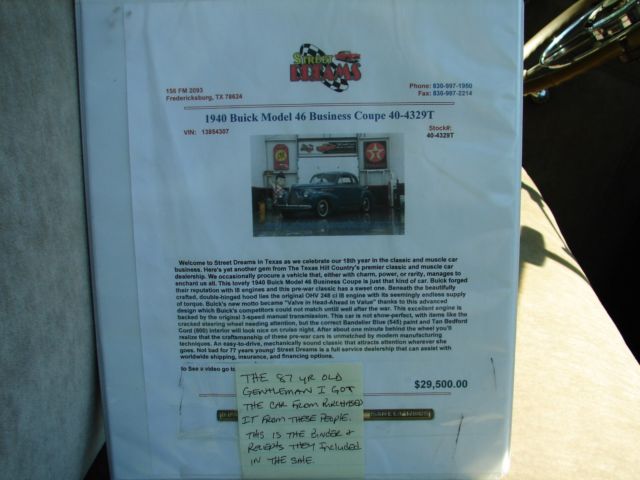 STREET
DREAMS
156 FM 2093
Fredericksburg, TX 78624
Phone: 830-997-1950
Fax: 830-997-2214
1940 Buick Model 46 Business Coupe 40-4329T
VIN: 13854307
Stock#:
40-4329T
Welcome to Street Dreams in Texas as we celebrate our 18th year in the classic and muscle car
business. Here's yet another gem from The Texas Hill Country's premier classic and muscle car
dealership. We occasionally procure a vehicle that, either with charm, power, or rarity, manages to
enchant us all. This lovely 1940 Buick Model 46 Business Coupe is just that kind of car. Buick forged
their reputation with I8 engines and this pre-war classic has a sweet one. Beneath the beautifully
crafted, double-hinged hood lies the original OHV 248 ci I8 engine with its seemingly endless supply
of torque. Buick's new motto became "Valve in Head-Ahead in Value" thanks to this advanced
design which Buick's competitors could not match until well after the war. This excellent engine is
backed by the original 3-speed manual transmission. This car is not show-perfect, with items like the
cracked steering wheel needing attention, but the correct Bandelier Blue (545) paint and Tan Bedford
Cord (600) interior will look nice on cruise night. After about one minute behind the wheel you'll
realize that the craftsmanship of these pre-war cars is unmatched by modern manufacturing
techniques. An easy-to-drive, mechanically sound classic that attracts attention wherever she
goes. Not bad for 77 years young! Street Dreams is a full service dealership that can assist with
worldwide shipping, insurance, and financing options.
to See a video go to
$29,500.00
THE 87 YR OLD
GENTLEMAN I GOT
THE CAR FROM PURCHASED
IT FROM THESE PEOPLE.
THIS IS THE BINDER &
RECEIPTS THEY INCLUDED
IN THE SALE.